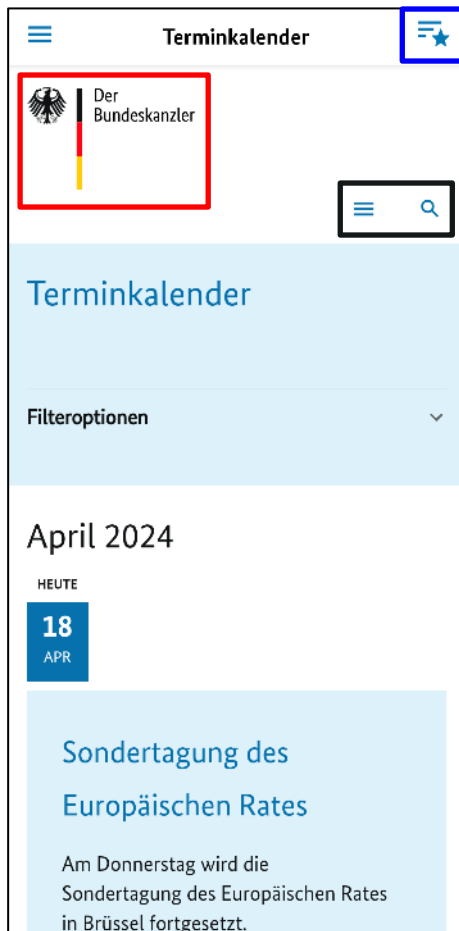 Terminkalender
Der
Bundeskanzler
Terminkalender
Filteroptionen
April 2024
HEUTE
18
APR
Sondertagung des
Europäischen Rates
Am Donnerstag wird die
Sondertagung des Europäischen Rates
in Brüssel fortgesetzt.